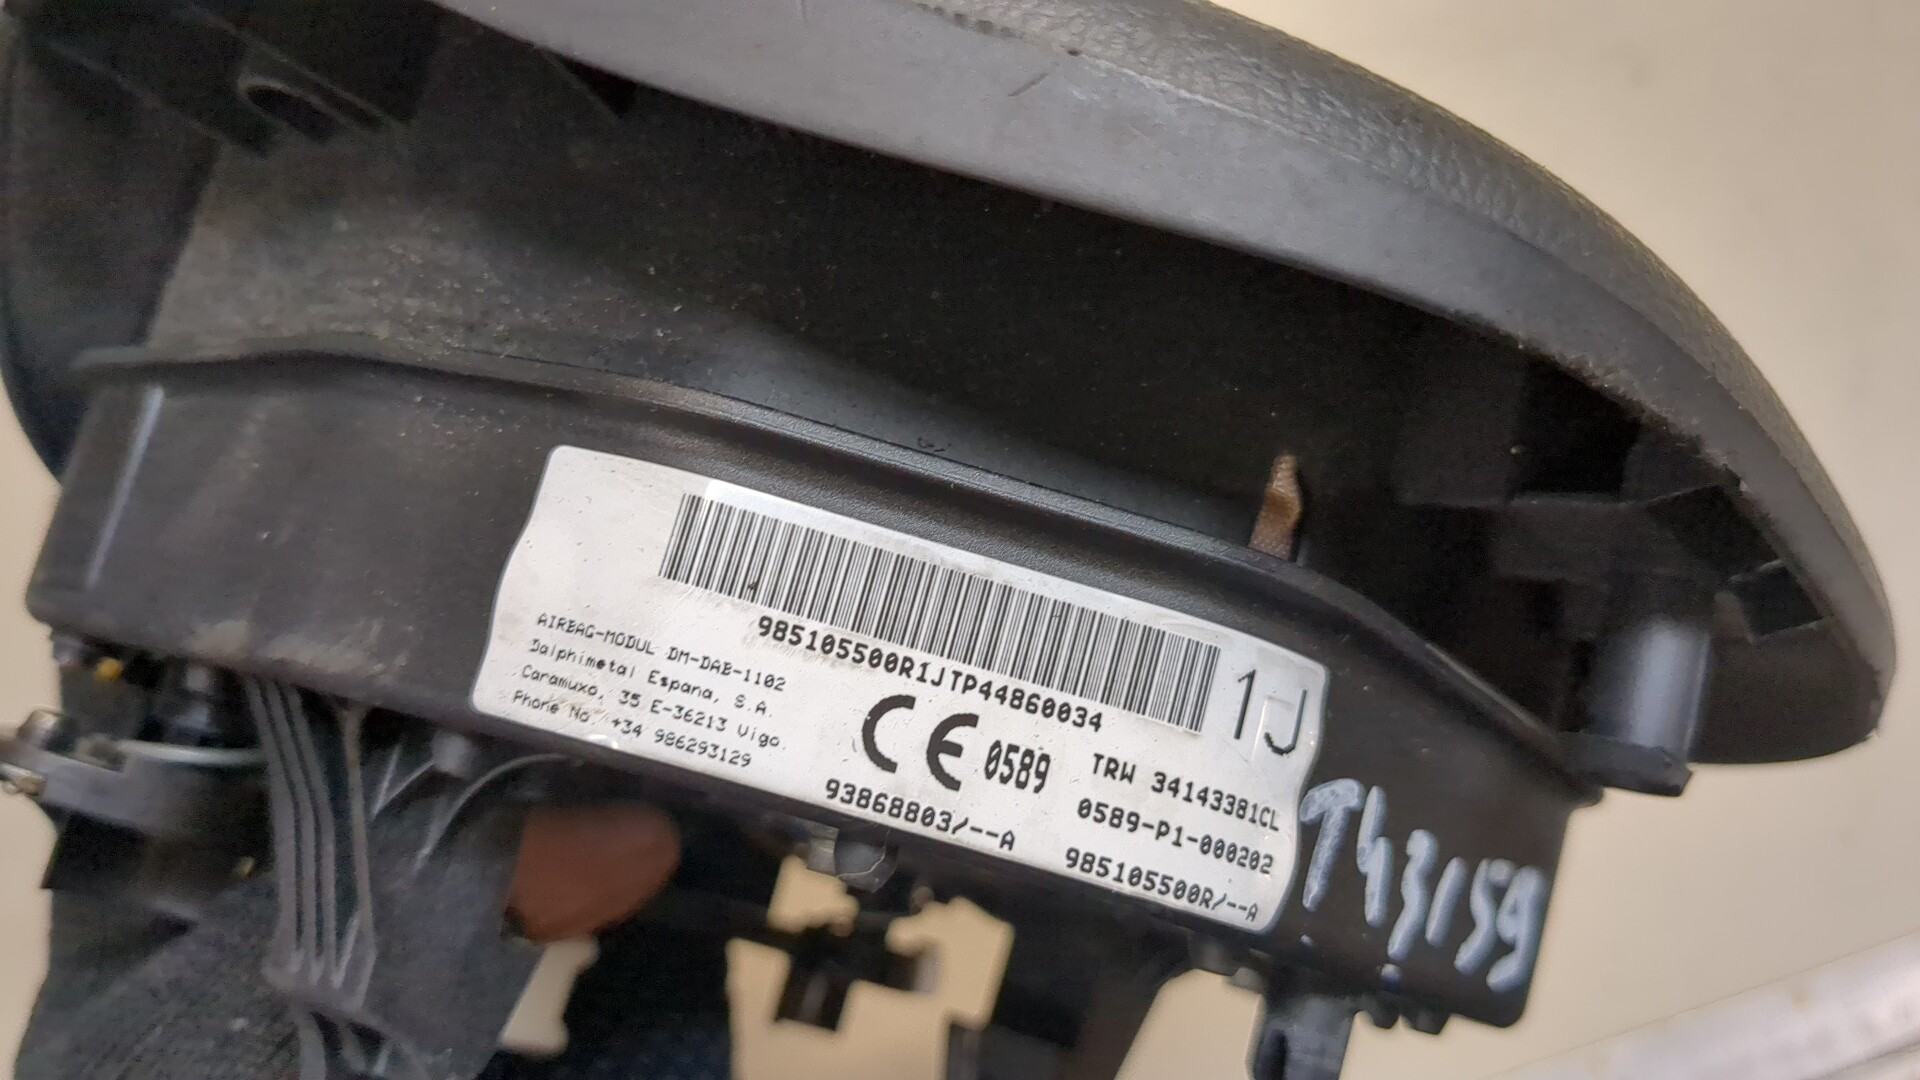 985105500R1JTP44860034
1J
AIRBAG-MODUL DM-DAB-1102
Dalphimetal Espana, S.A.
Caramuxo, 35 E-36213 Vigo.
Phone No. +34 986293129
CE 0589
93868803/--A
TRW 34143381CL
0589-P1-000202
985105500R/--A
T43159